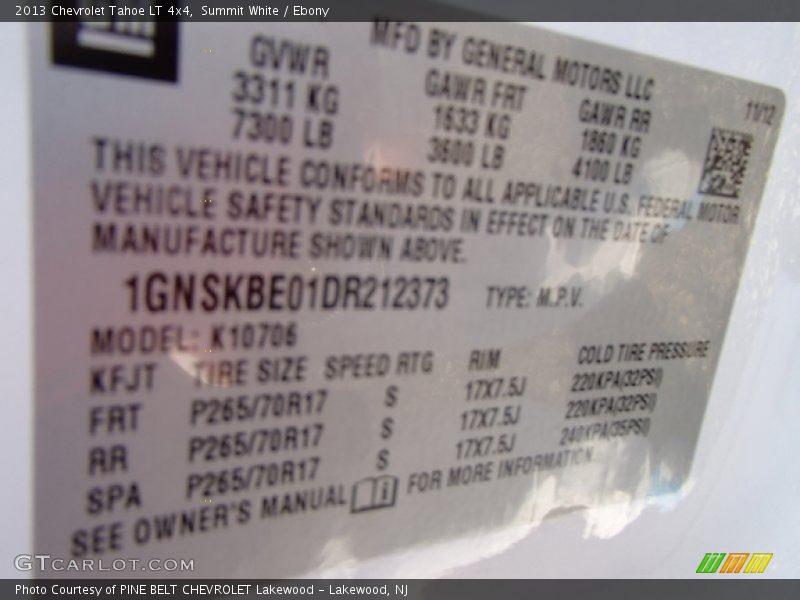 2013 Chevrolet Tahoe LT 4x4, Summit White / Ebony
MFD BY GENERAL MOTORS LLC
11/12
GVWR GAWR FRT GAWR RR
3311 KG 1633 KG 1860 KG
7300 LB 3600 LB 4100 LB
THIS VEHICLE CONFORMS TO ALL APPLICABLE U.S. FEDERAL MOTOR
VEHICLE SAFETY STANDARDS IN EFFECT ON THE DATE OF
MANUFACTURE SHOWN ABOVE.
1GNSKBE01DR212373 TYPE: M.P.V.
MODEL: K10706
KFJT TIRE SIZE SPEED RTG RIM COLD TIRE PRESSURE
FRT P265/70R17 S 17X7.5J 220KPA(32PSI)
RR P265/70R17 S 17X7.5J 220KPA(32PSI)
SPA P265/70R17 S 17X7.5J 240KPA(35PSI)
SEE OWNER'S MANUAL FOR MORE INFORMATION
GTCARLOT.COM
Photo Courtesy of PINE BELT CHEVROLET Lakewood - Lakewood, NJ